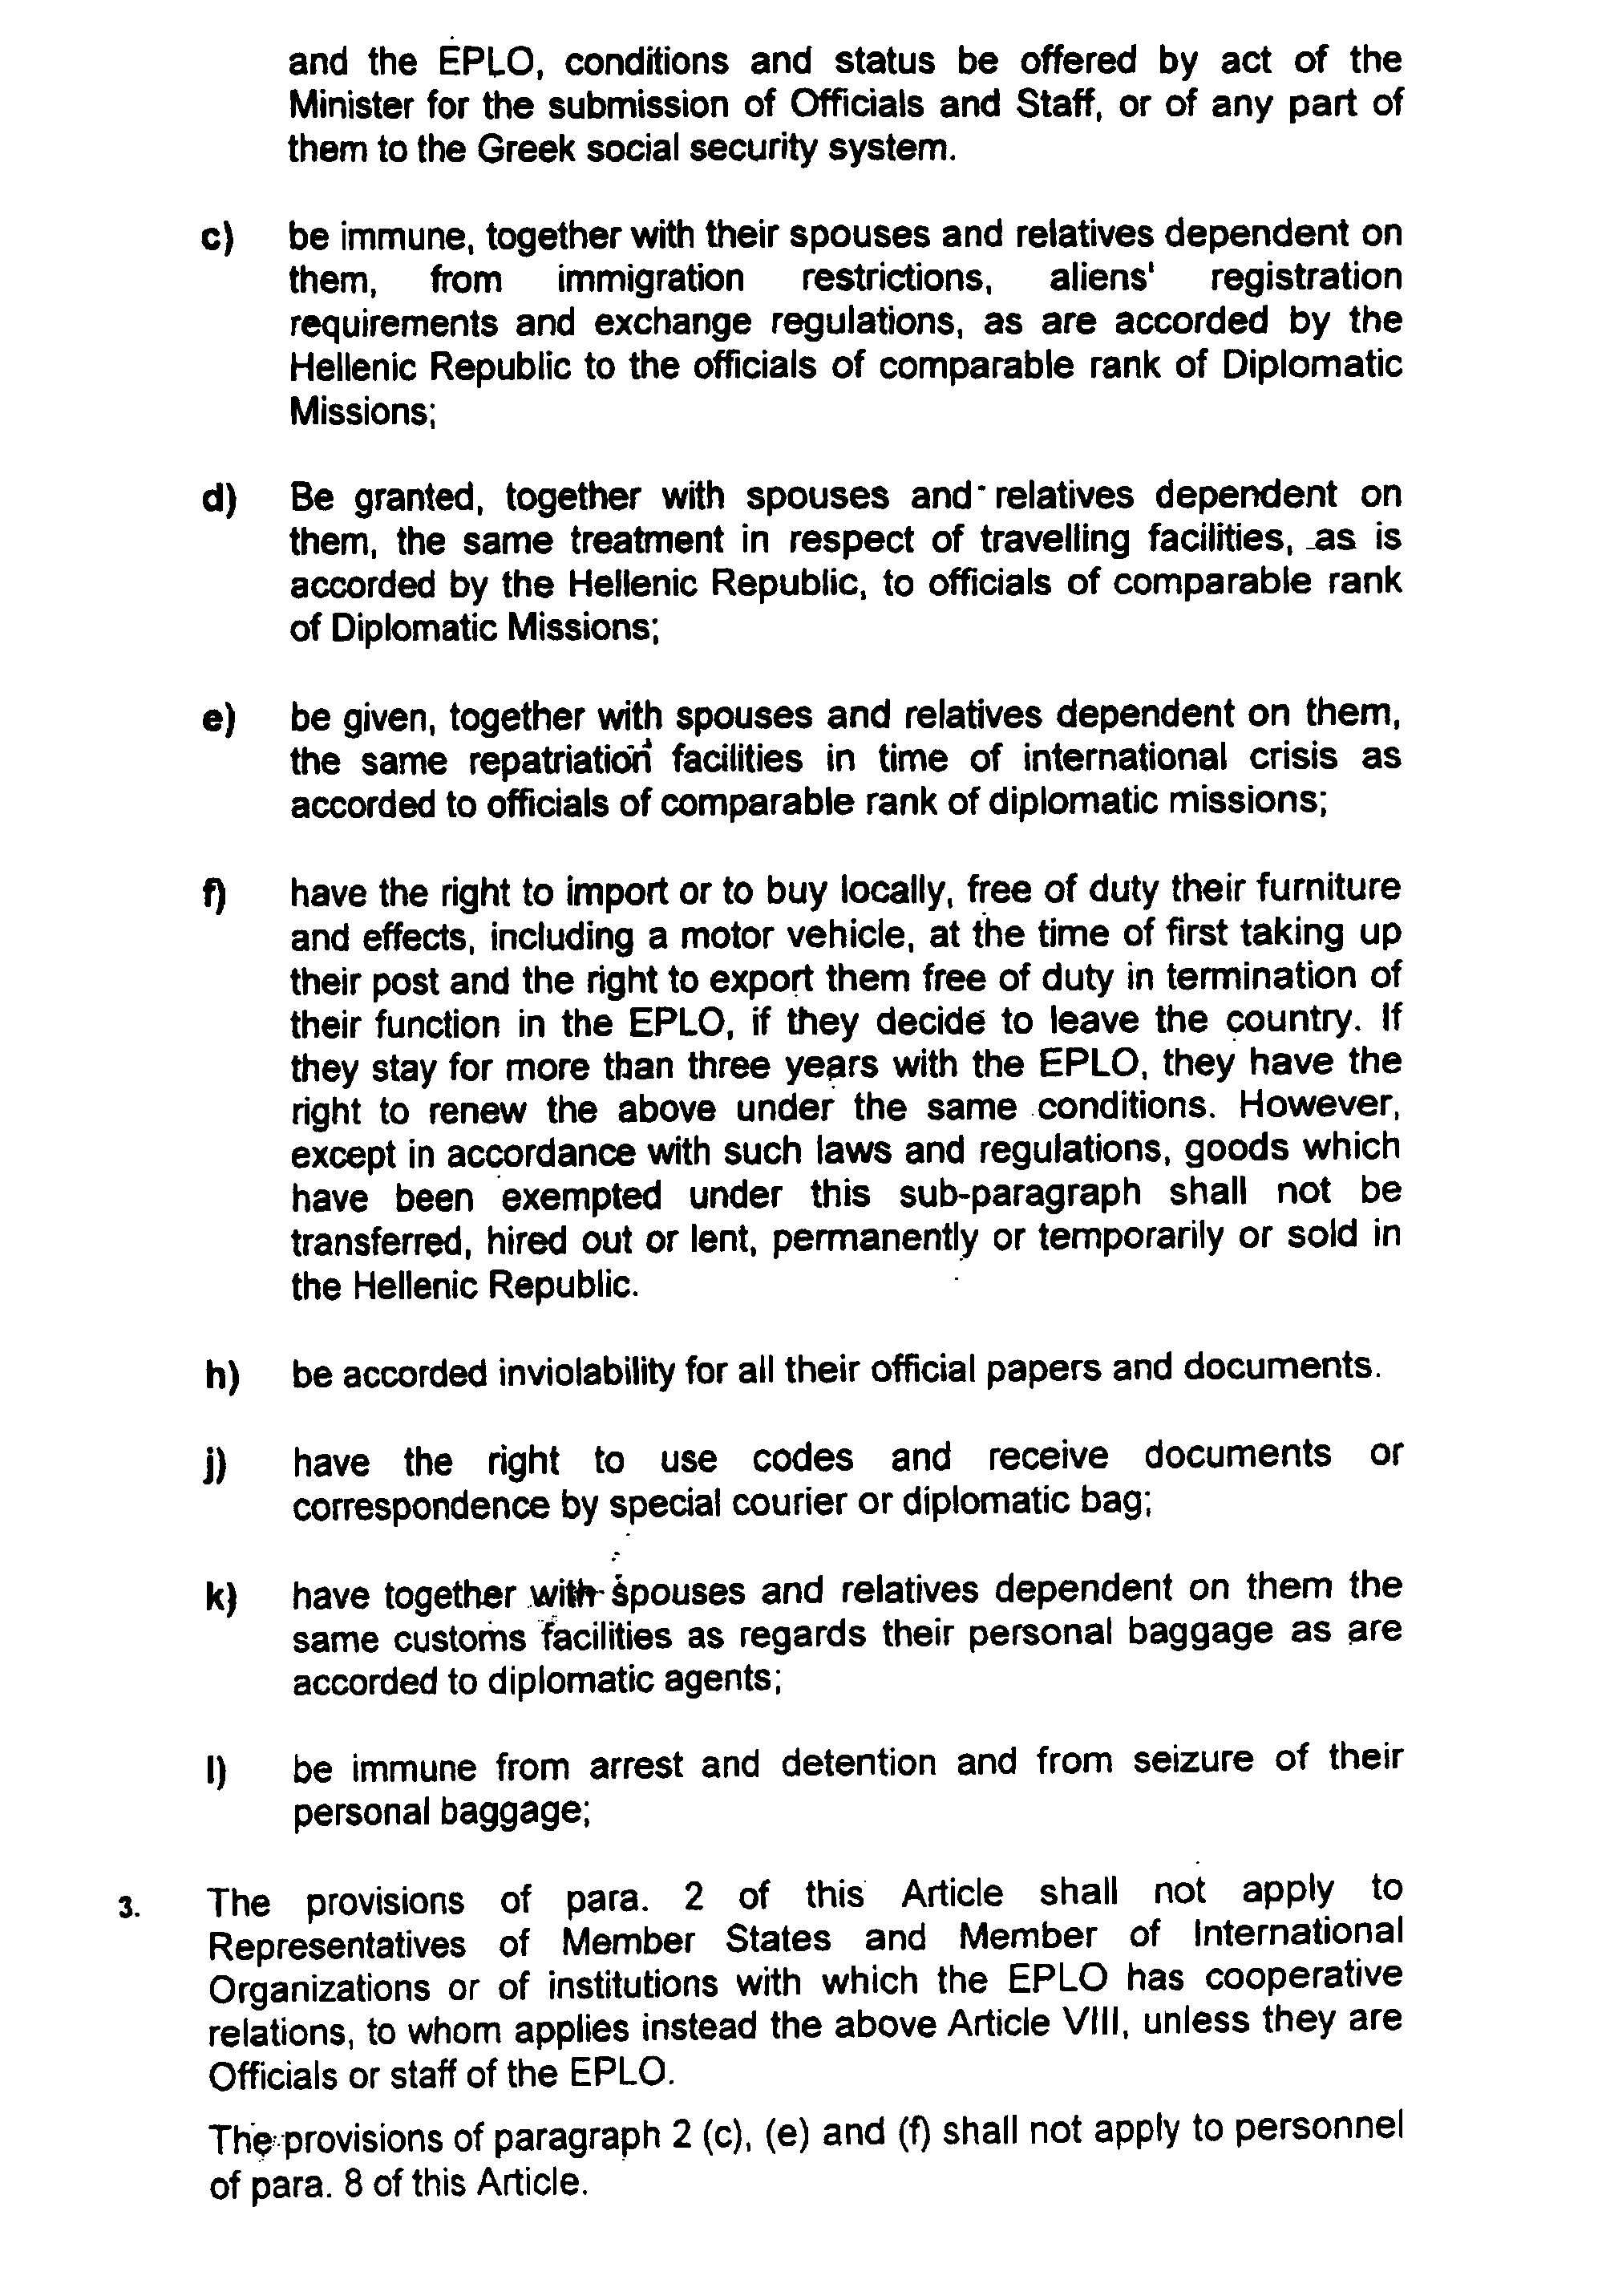 and the EPLO, conditions and status be offered by act of the
Minister for the submission of Officials and Staff, or of any part of
them to the Greek social security system.
c) be immune, together with their spouses and relatives dependent on
them, from immigration restrictions, aliens' registration
requirements and exchange regulations, as are accorded by the
Hellenic Republic to the officials of comparable rank of Diplomatic
Missions;
d) Be granted, together with spouses and relatives dependent on
them, the same treatment in respect of travelling facilities, as is
accorded by the Hellenic Republic, to officials of comparable rank
of Diplomatic Missions;
e) be given, together with spouses and relatives dependent on them,
the same repatriation facilities in time of international crisis as
accorded to officials of comparable rank of diplomatic missions;
f) have the right to import or to buy locally, free of duty their furniture
and effects, including a motor vehicle, at the time of first taking up
their post and the right to export them free of duty in termination of
their function in the EPLO, if they decide to leave the country. If
they stay for more than three years with the EPLO, they have the
right to renew the above under the same conditions. However,
except in accordance with such laws and regulations, goods which
have been exempted under this sub-paragraph shall not be
transferred, hired out or lent, permanently or temporarily or sold in
the Hellenic Republic.
h) be accorded inviolability for all their official papers and documents.
j) have the right to use codes and receive documents or
correspondence by special courier or diplomatic bag;
k) have together with spouses and relatives dependent on them the
same customs facilities as regards their personal baggage as are
accorded to diplomatic agents;
l) be immune from arrest and detention and from seizure of their
personal baggage;
3. The provisions of para. 2 of this Article shall not apply to
Representatives of Member States and Member of International
Organizations or of institutions with which the EPLO has cooperative
relations, to whom applies instead the above Article VIII, unless they are
Officials or staff of the EPLO.
The provisions of paragraph 2 (c), (e) and (f) shall not apply to personnel
of para. 8 of this Article.